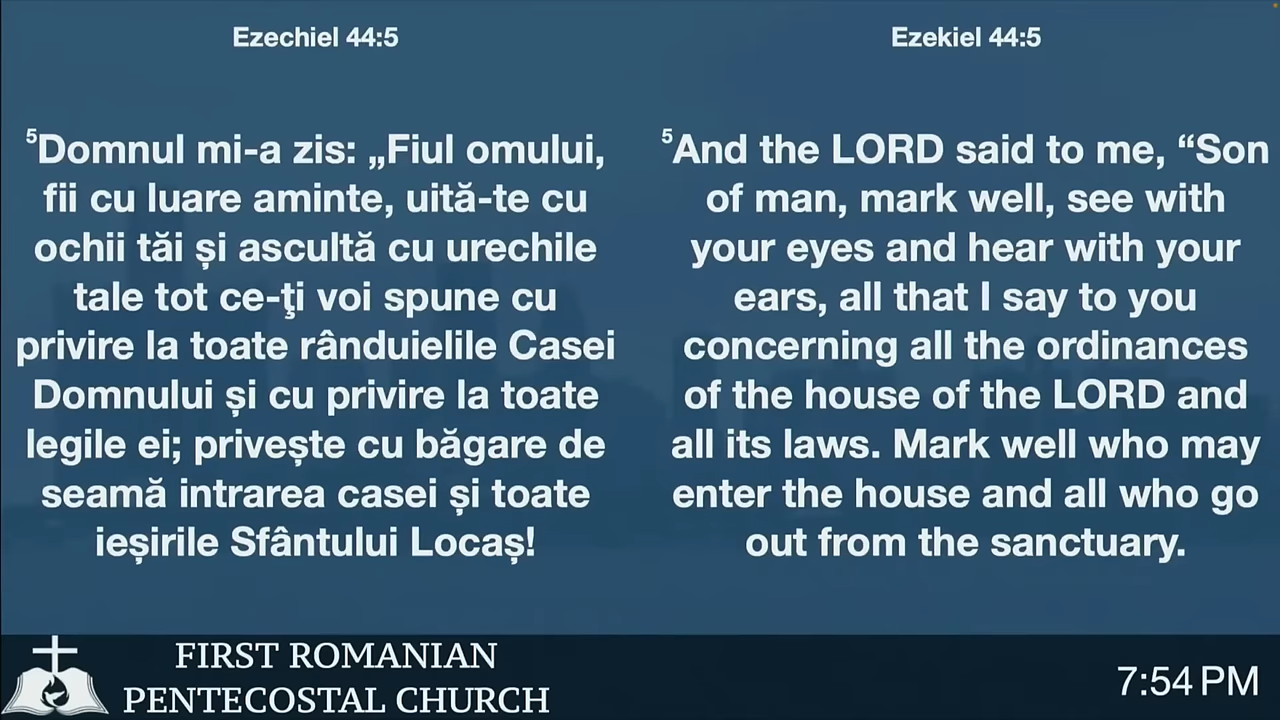 Ezechiel 44:5
⁵Domnul mi-a zis: „Fiul omului,
fii cu luare aminte, uită-te cu
ochii tăi și ascultă cu urechile
tale tot ce-ţi voi spune cu
privire la toate rânduielile Casei
Domnului și cu privire la toate
legile ei; privește cu băgare de
seamă intrarea casei și toate
ieșirile Sfântului Locaș!
Ezekiel 44:5
⁵And the LORD said to me, “Son
of man, mark well, see with
your eyes and hear with your
ears, all that I say to you
concerning all the ordinances
of the house of the LORD and
all its laws. Mark well who may
enter the house and all who go
out from the sanctuary.
FIRST ROMANIAN
PENTECOSTAL CHURCH
7:54 PM